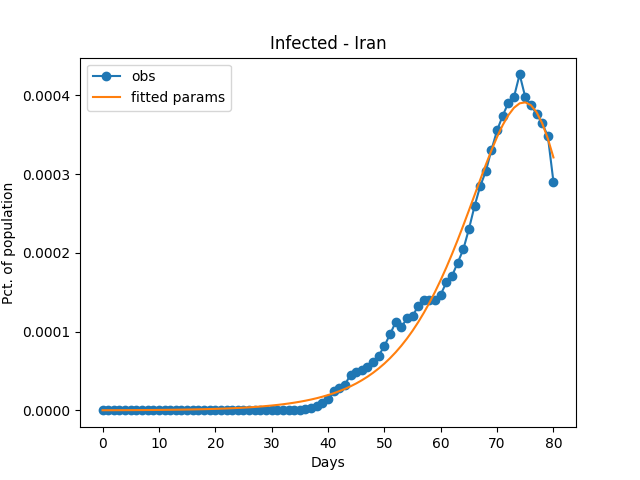 Infected - Iran
obs
fitted params
Pct. of population
0.0004
0.0003
0.0002
0.0001
0.0000
0 10 20 30 40 50 60 70 80
Days